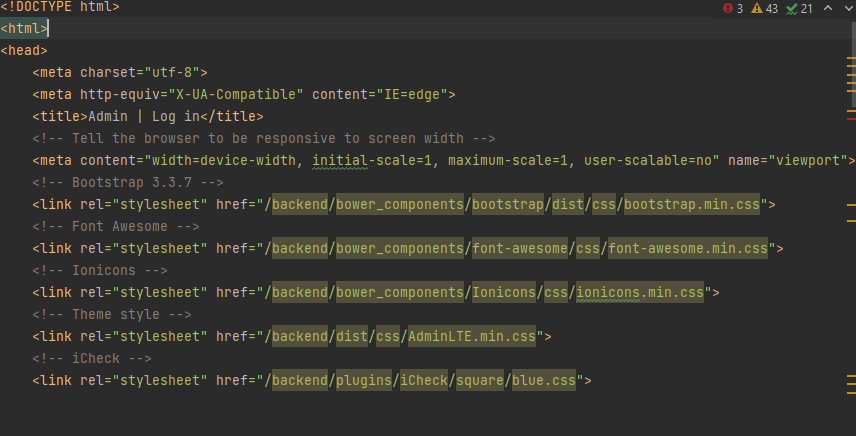 <!DOCTYPE html>
3 43 21
<html>
<head>
<meta charset="utf-8">
<meta http-equiv="X-UA-Compatible" content="IE=edge">
<title>Admin | Log in</title>
<!-- Tell the browser to be responsive to screen width -->
<meta content="width=device-width, initial-scale=1, maximum-scale=1, user-scalable=no" name="viewport">
<!-- Bootstrap 3.3.7 -->
<link rel="stylesheet" href="/backend/bower_components/bootstrap/dist/css/bootstrap.min.css">
<!-- Font Awesome -->
<link rel="stylesheet" href="/backend/bower_components/font-awesome/css/font-awesome.min.css">
<!-- Ionicons -->
<link rel="stylesheet" href="/backend/bower_components/Ionicons/css/ionicons.min.css">
<!-- Theme style -->
<link rel="stylesheet" href="/backend/dist/css/AdminLTE.min.css">
<!-- iCheck -->
<link rel="stylesheet" href="/backend/plugins/iCheck/square/blue.css">